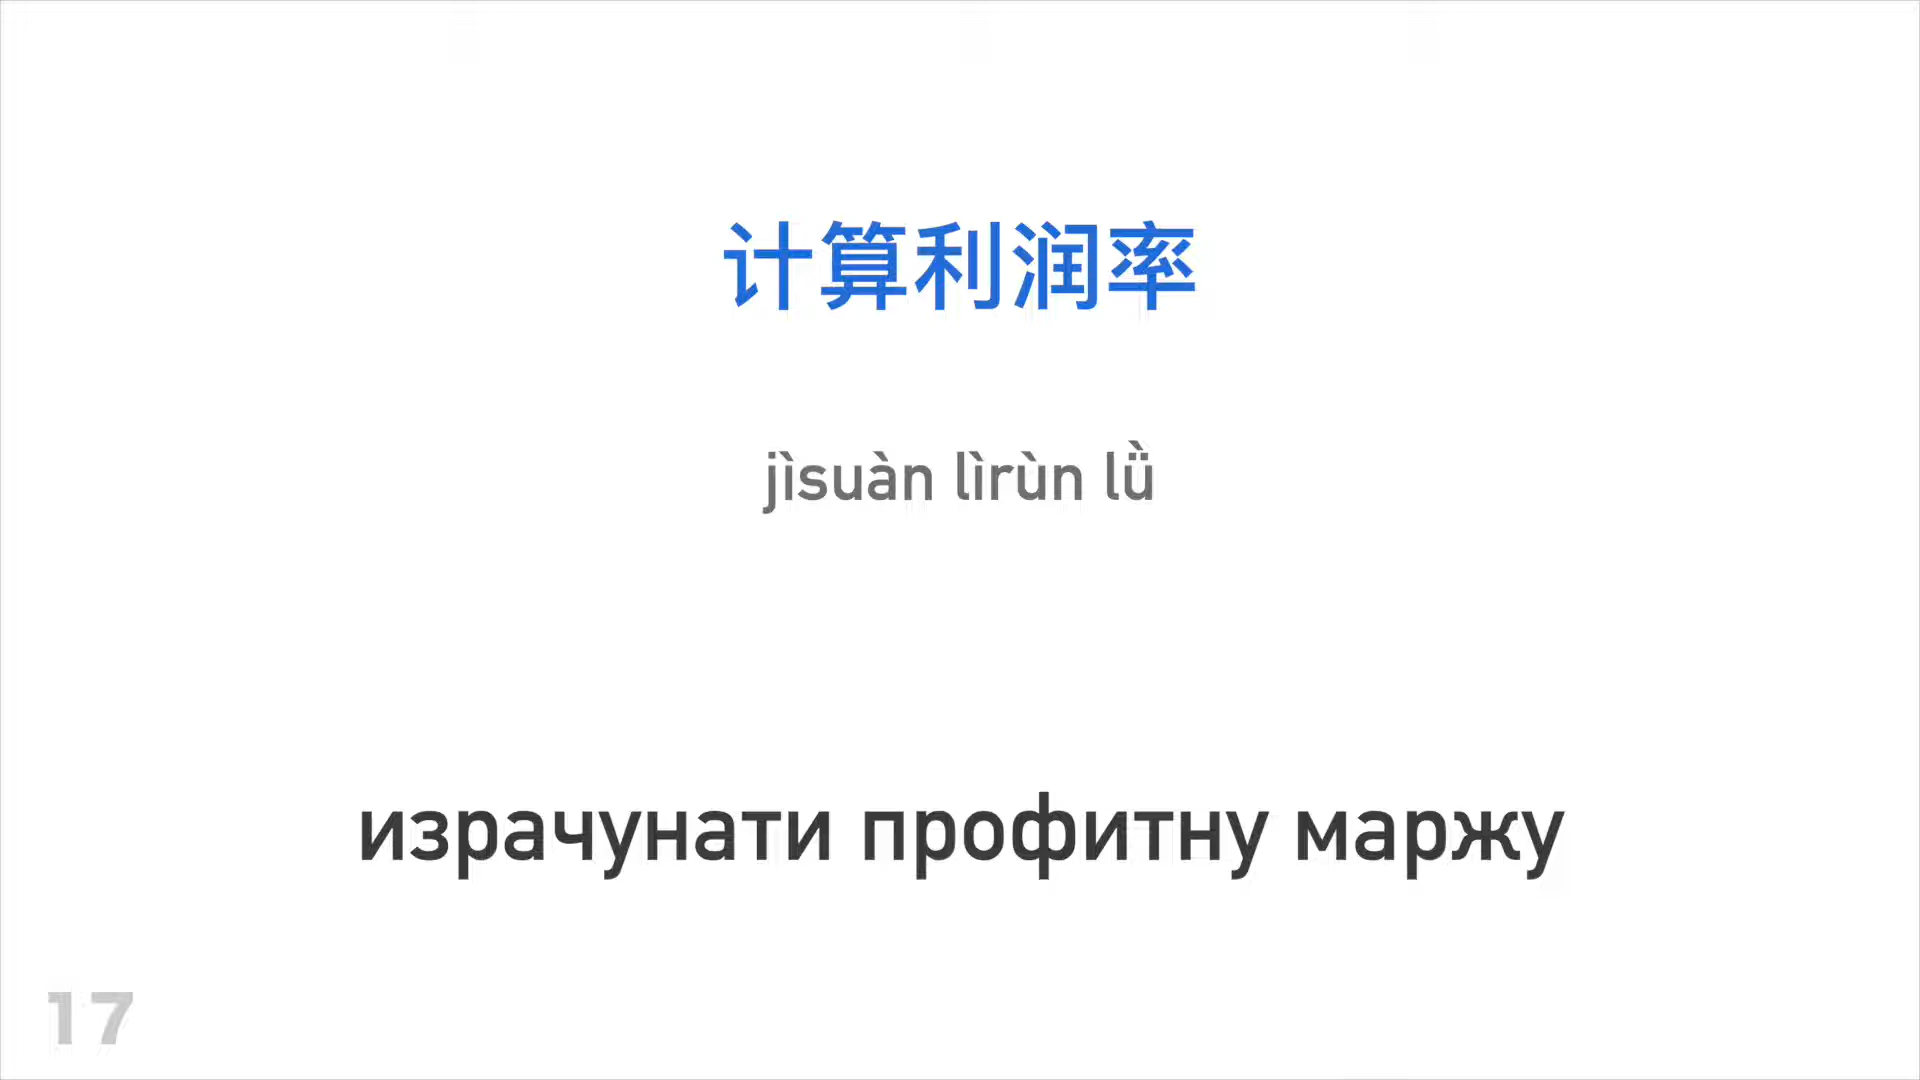 计算利润率
jìsuàn lìrùn lǜ
израчунати профитну маржу
17